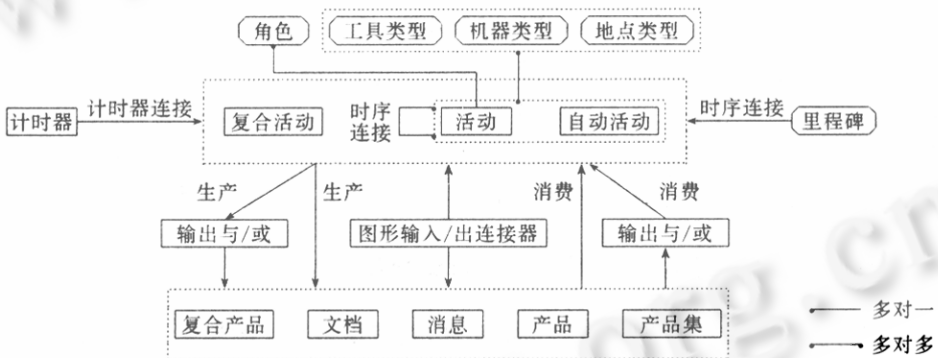 角色
工具类型
机器类型
地点类型
计时器
计时器连接
复合活动
时序
连接
活动
自动活动
时序连接
里程碑
生产
生产
消费
消费
输出与/或
图形输入/出连接器
输出与/或
复合产品
文档
消息
产品
产品集
多对一
多对多
org.cn